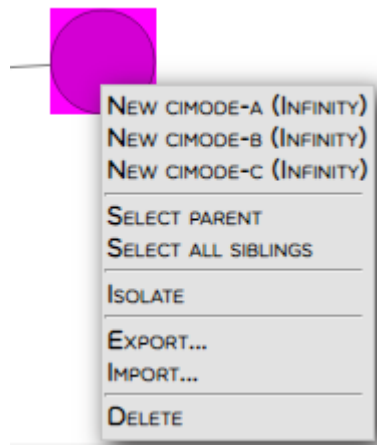 New cimode-a (Infinity)
New cimode-b (Infinity)
New cimode-c (Infinity)
Select parent
Select all siblings
Isolate
Export...
Import...
Delete